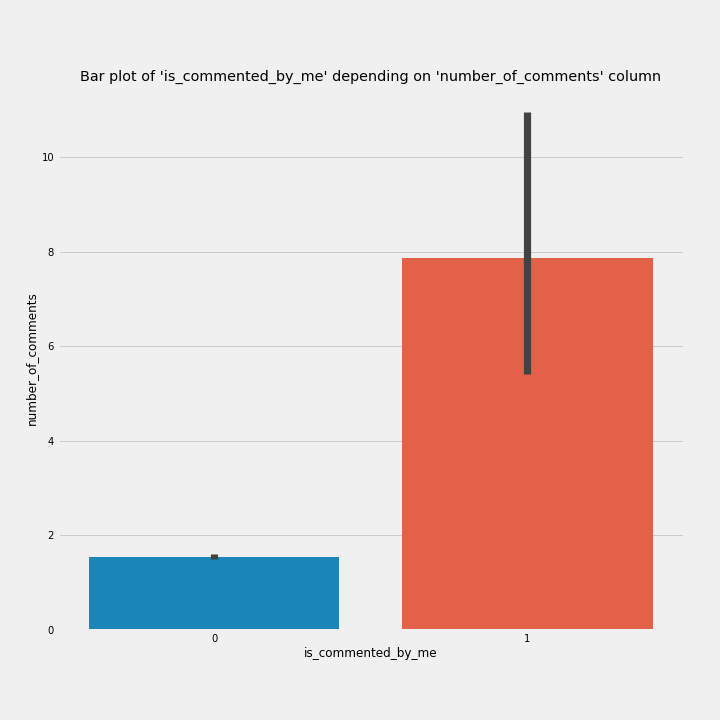 Bar plot of 'is_commented_by_me' depending on 'number_of_comments' column
10
8
6
4
2
0
number_of_comments
0 1
is_commented_by_me